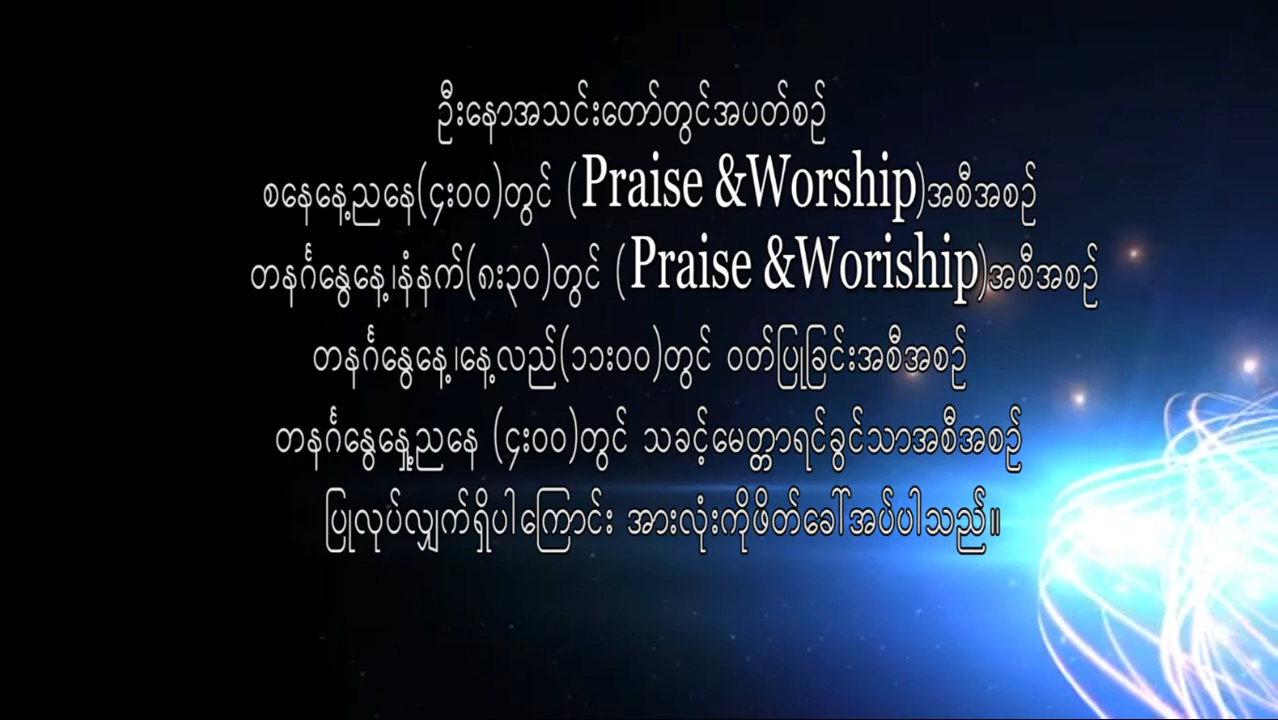 ဦးနောအသင်းတော်တွင်အပတ်စဉ်
စနေနေ့ညနေ(၄း၀၀)တွင် (Praise &Worship)အစီအစဉ်
တနင်္ဂနွေနေ့၊နံနက်(၈း၃၀)တွင် (Praise &Woriship)အစီအစဉ်
တနင်္ဂနွေနေ့၊နေ့လည်(၁၁း၀၀)တွင် ဝတ်ပြုခြင်းအစီအစဉ်
တနင်္ဂနွေနေ့ညနေ (၄း၀၀)တွင် သခင့်မေတ္တာရင်ခွင်သာအစီအစဉ်
ပြုလုပ်လျှက်ရှိပါကြောင်း အားလုံးကိုဖိတ်ခေါ်အပ်ပါသည်။